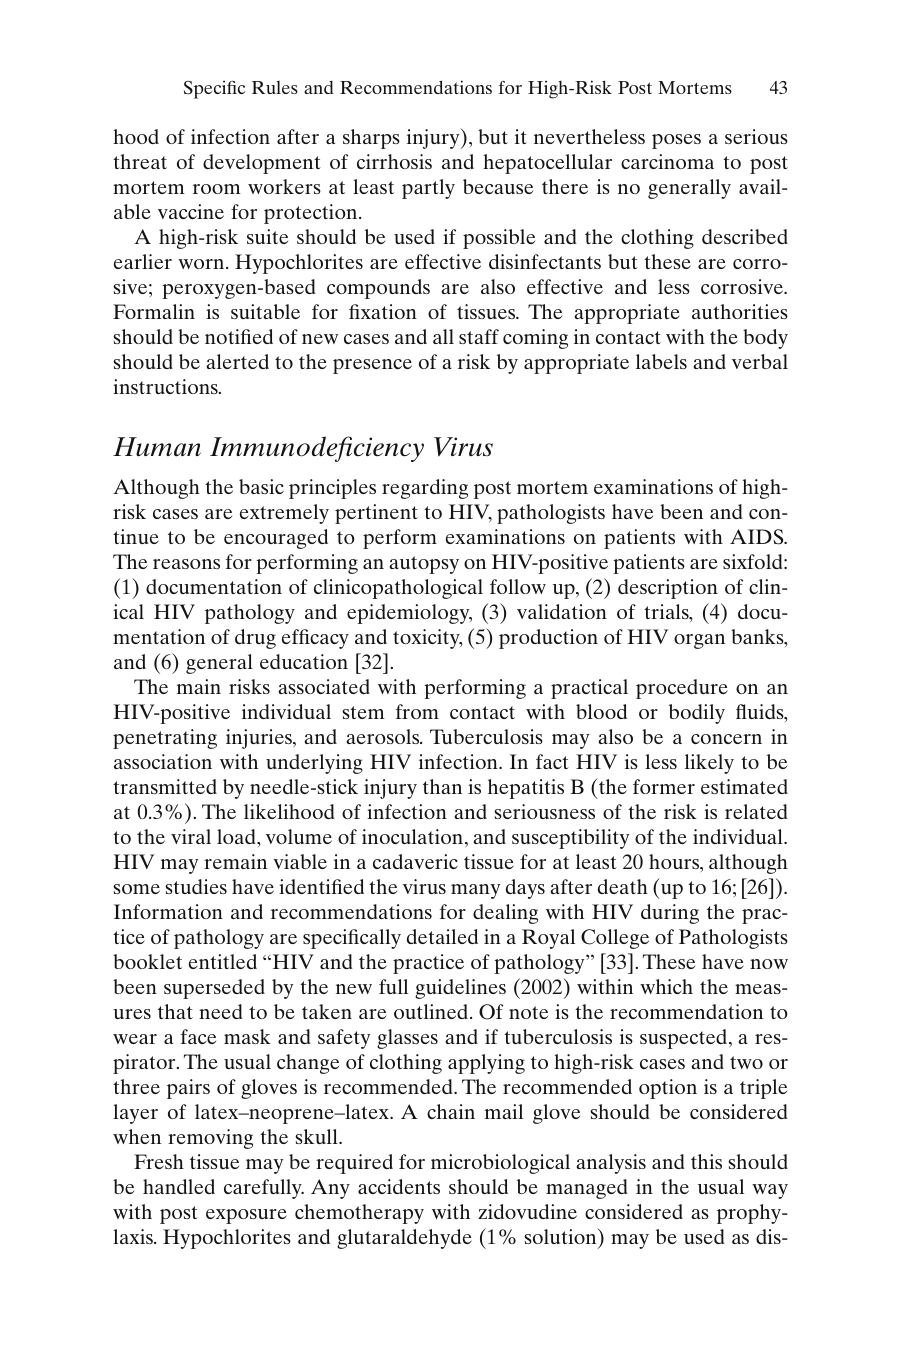 Specific Rules and Recommendations for High-Risk Post Mortems 43
hood of infection after a sharps injury), but it nevertheless poses a serious
threat of development of cirrhosis and hepatocellular carcinoma to post
mortem room workers at least partly because there is no generally avail-
able vaccine for protection.
A high-risk suite should be used if possible and the clothing described
earlier worn. Hypochlorites are effective disinfectants but these are corro-
sive; peroxygen-based compounds are also effective and less corrosive.
Formalin is suitable for fixation of tissues. The appropriate authorities
should be notified of new cases and all staff coming in contact with the body
should be alerted to the presence of a risk by appropriate labels and verbal
instructions.
Human Immunodeficiency Virus
Although the basic principles regarding post mortem examinations of high-
risk cases are extremely pertinent to HIV, pathologists have been and con-
tinue to be encouraged to perform examinations on patients with AIDS.
The reasons for performing an autopsy on HIV-positive patients are sixfold:
(1) documentation of clinicopathological follow up, (2) description of clin-
ical HIV pathology and epidemiology, (3) validation of trials, (4) docu-
mentation of drug efficacy and toxicity, (5) production of HIV organ banks,
and (6) general education [32].
The main risks associated with performing a practical procedure on an
HIV-positive individual stem from contact with blood or bodily fluids,
penetrating injuries, and aerosols. Tuberculosis may also be a concern in
association with underlying HIV infection. In fact HIV is less likely to be
transmitted by needle-stick injury than is hepatitis B (the former estimated
at 0.3%). The likelihood of infection and seriousness of the risk is related
to the viral load, volume of inoculation, and susceptibility of the individual.
HIV may remain viable in a cadaveric tissue for at least 20 hours, although
some studies have identified the virus many days after death (up to 16; [26]).
Information and recommendations for dealing with HIV during the prac-
tice of pathology are specifically detailed in a Royal College of Pathologists
booklet entitled “HIV and the practice of pathology” [33]. These have now
been superseded by the new full guidelines (2002) within which the meas-
ures that need to be taken are outlined. Of note is the recommendation to
wear a face mask and safety glasses and if tuberculosis is suspected, a res-
pirator. The usual change of clothing applying to high-risk cases and two or
three pairs of gloves is recommended. The recommended option is a triple
layer of latex–neoprene–latex. A chain mail glove should be considered
when removing the skull.
Fresh tissue may be required for microbiological analysis and this should
be handled carefully. Any accidents should be managed in the usual way
with post exposure chemotherapy with zidovudine considered as prophy-
laxis. Hypochlorites and glutaraldehyde (1% solution) may be used as dis-